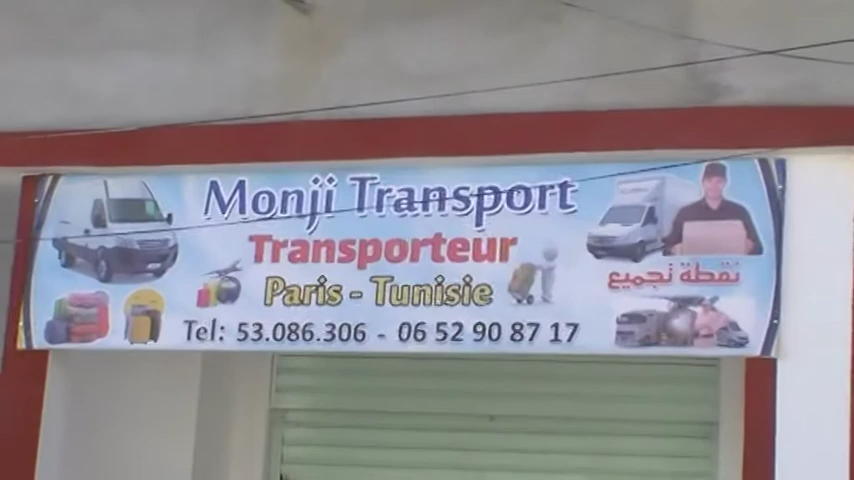 Monji Transport
Transporteur
Paris - Tunisie
Tel: 53.086.306 - 06 52 90 87 17
نقطة تجميع